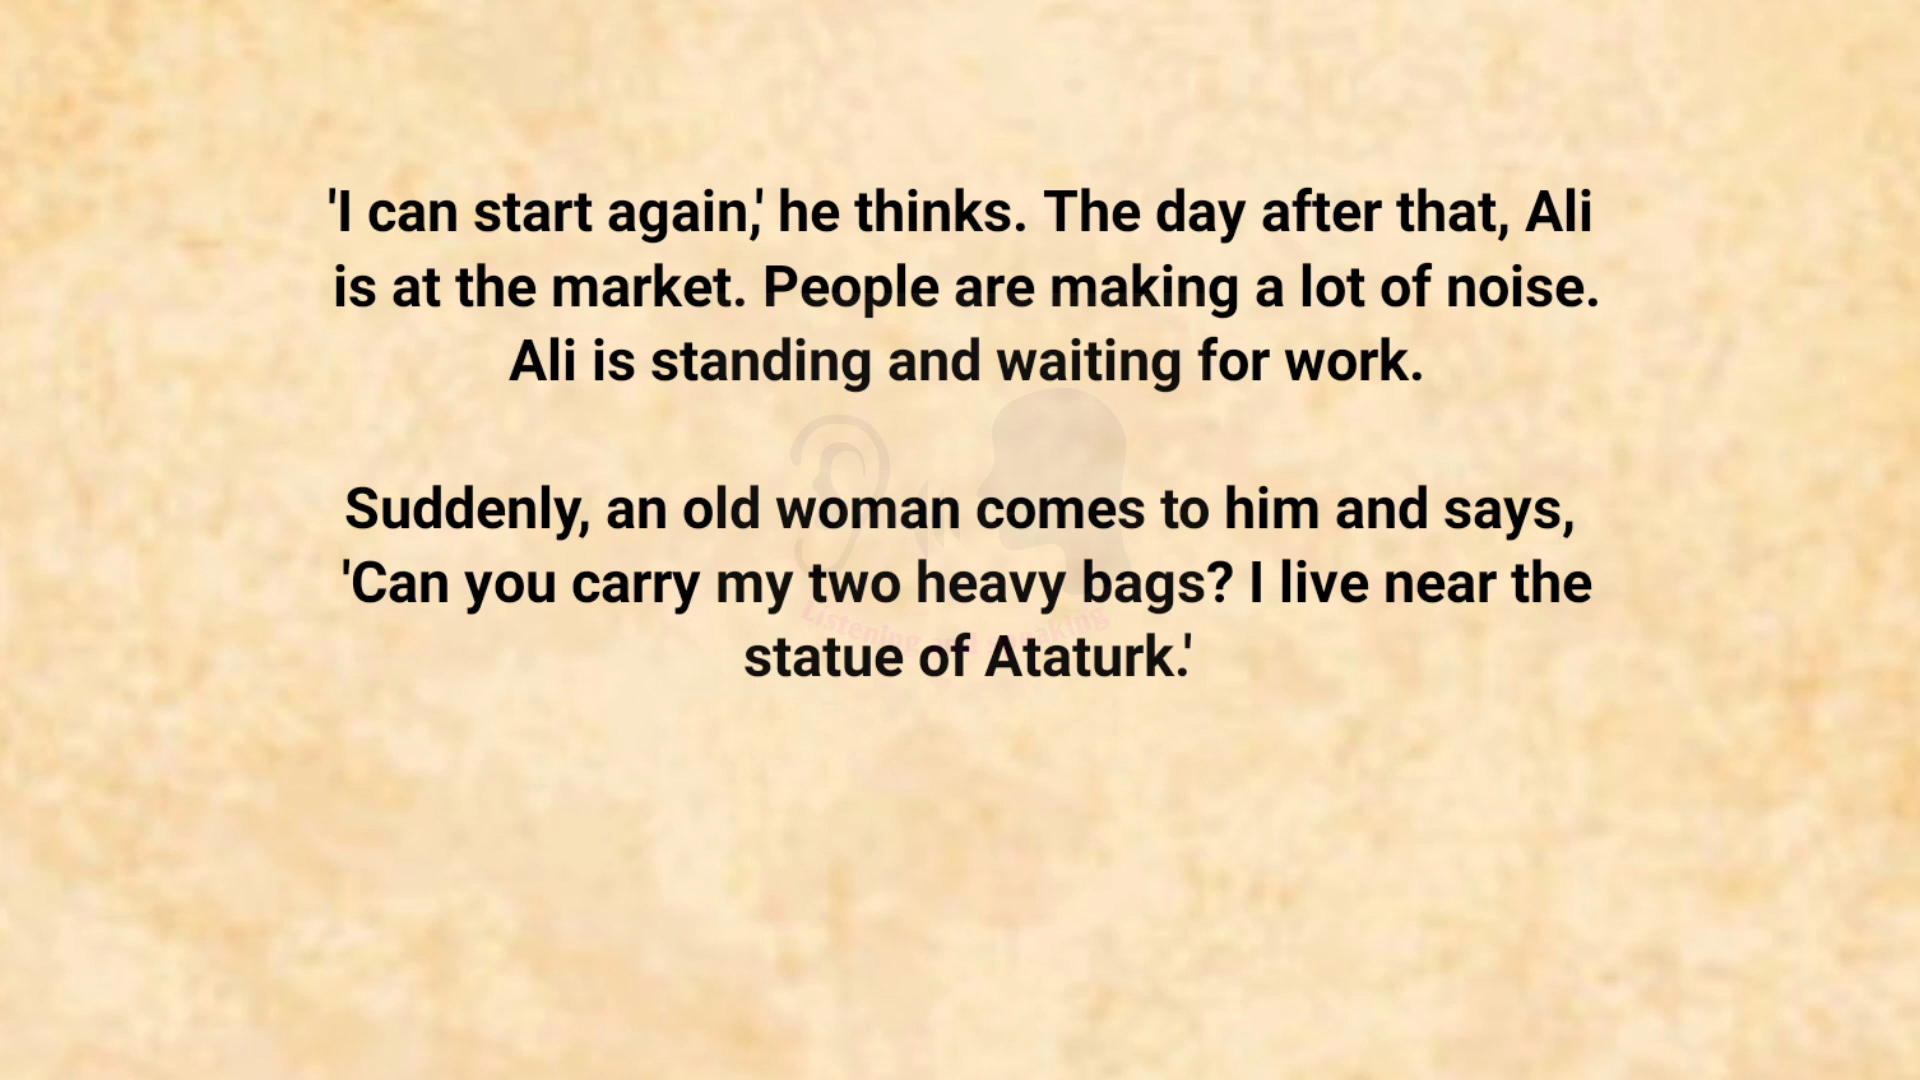 'I can start again,' he thinks. The day after that, Ali
is at the market. People are making a lot of noise.
Ali is standing and waiting for work.
Suddenly, an old woman comes to him and says,
'Can you carry my two heavy bags? I live near the
statue of Ataturk.'
Listening speaking